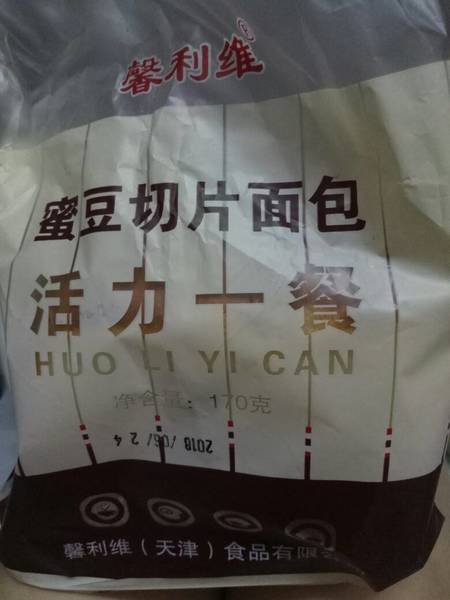 馨利维®
蜜豆切片面包
活力一餐
HUO LI YI CAN
净含量：170克
2018/06/24
馨利维（天津）食品有限